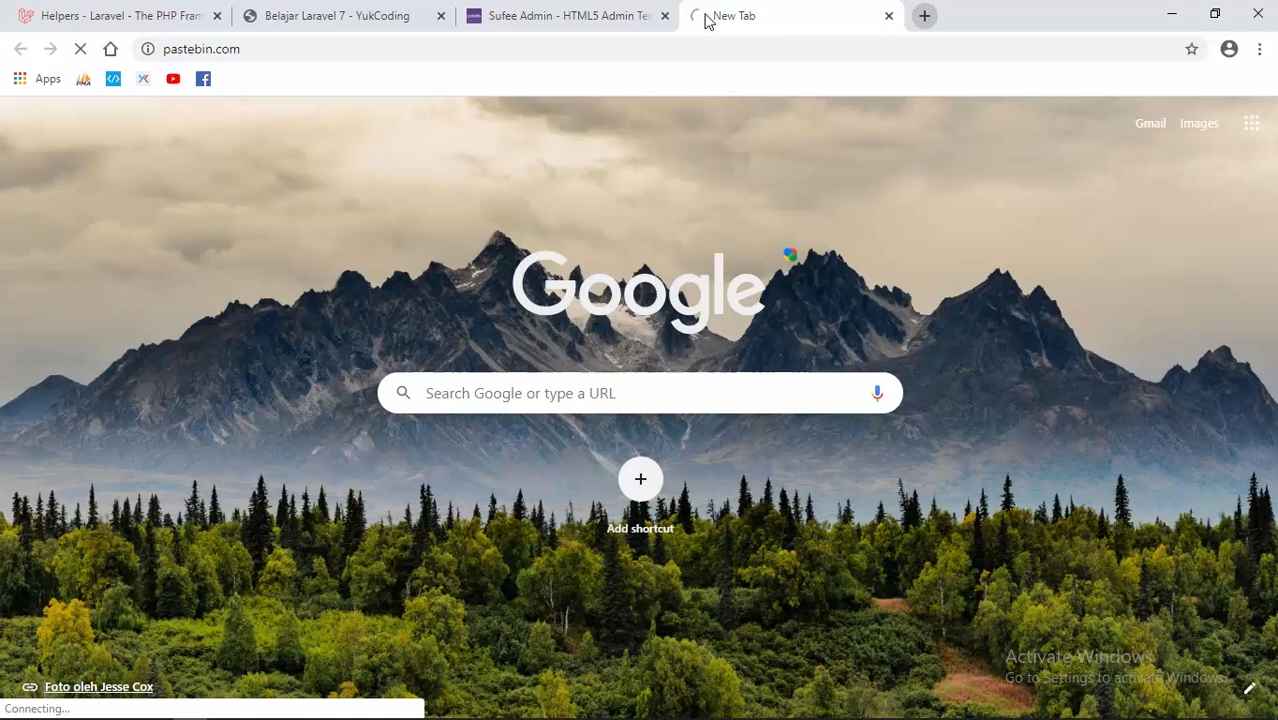 Helpers - Laravel - The PHP Fram
Belajar Laravel 7 - YukCoding
Sufee Admin - HTML5 Admin Te
New Tab
pastebin.com
Apps
PMA
Gmail
Images
Google
Search Google or type a URL
Add shortcut
Activate Windows
Go to Settings to activate Windows.
Foto oleh Jesse Cox
Connecting...